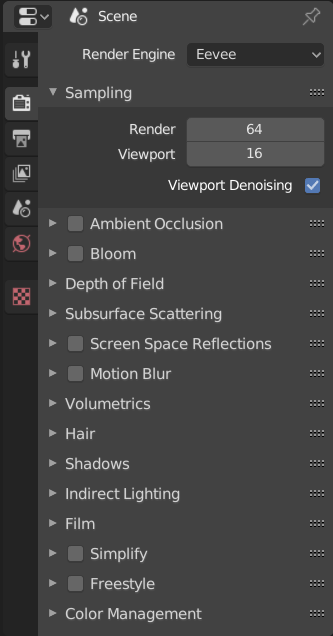 Scene
Render Engine Eevee
Sampling
Render 64
Viewport 16
Viewport Denoising
Ambient Occlusion
Bloom
Depth of Field
Subsurface Scattering
Screen Space Reflections
Motion Blur
Volumetrics
Hair
Shadows
Indirect Lighting
Film
Simplify
Freestyle
Color Management